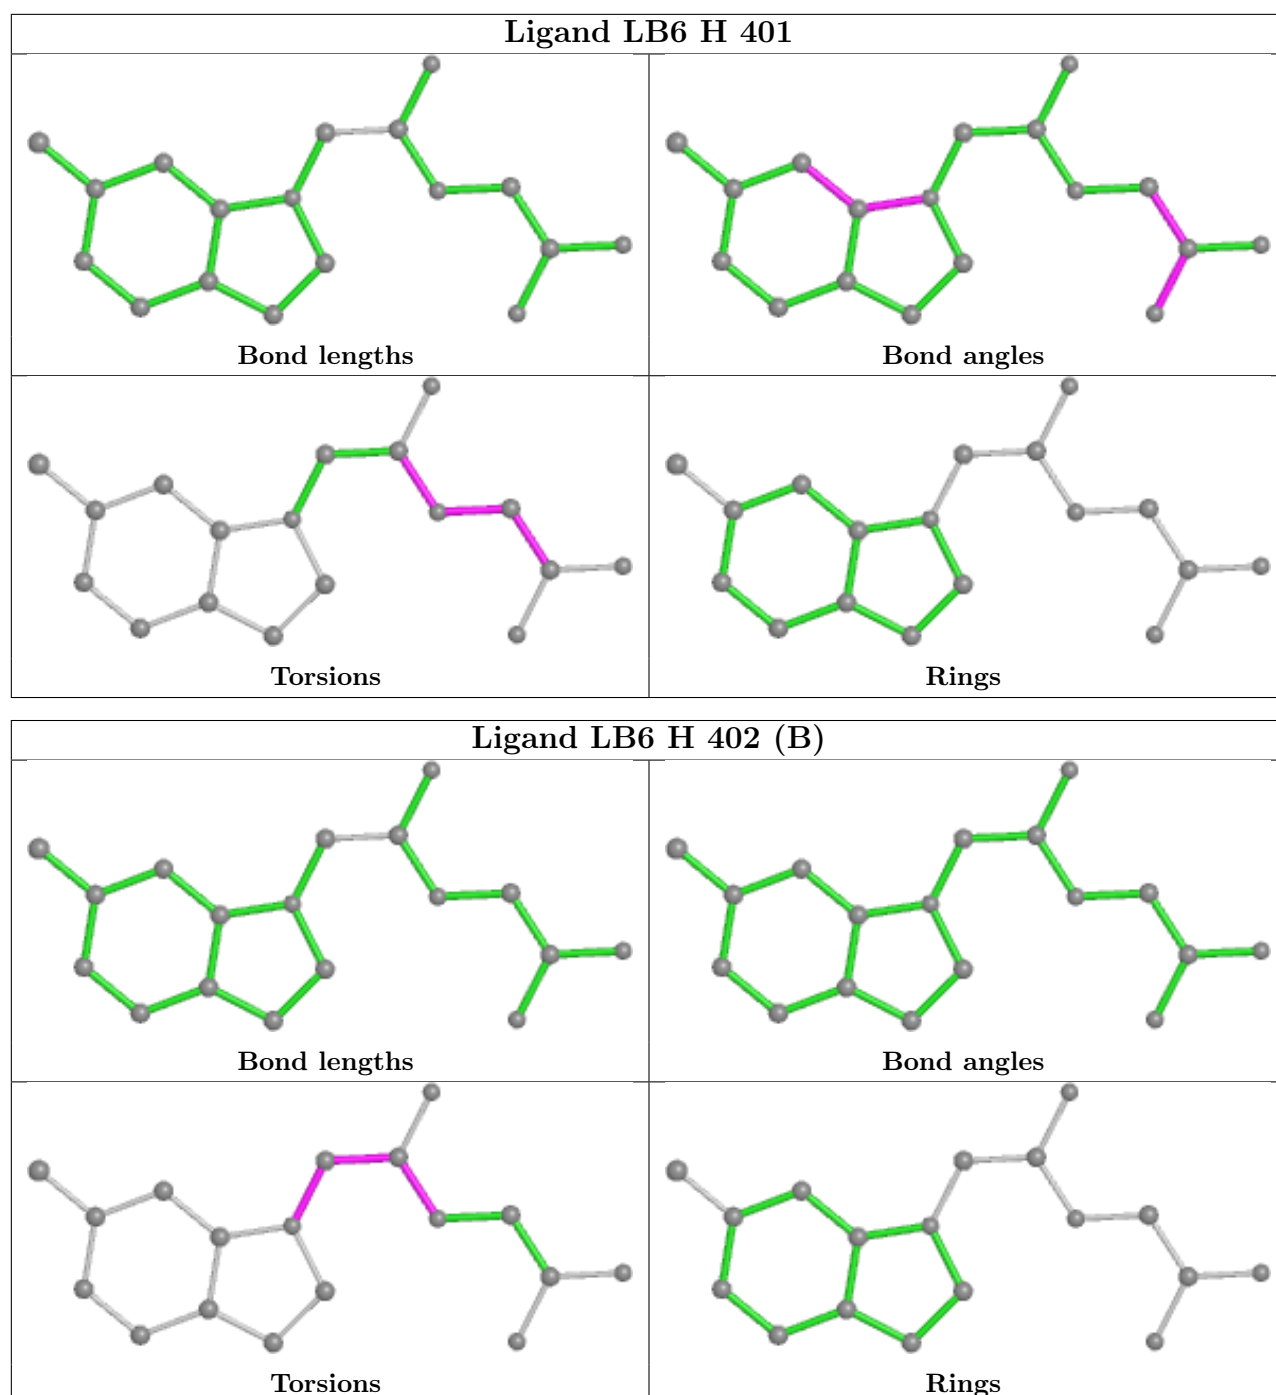 Ligand LB6 H 401
Bond lengths
Bond angles
Torsions
Rings
Ligand LB6 H 402 (B)
Bond lengths
Bond angles
Torsions
Rings